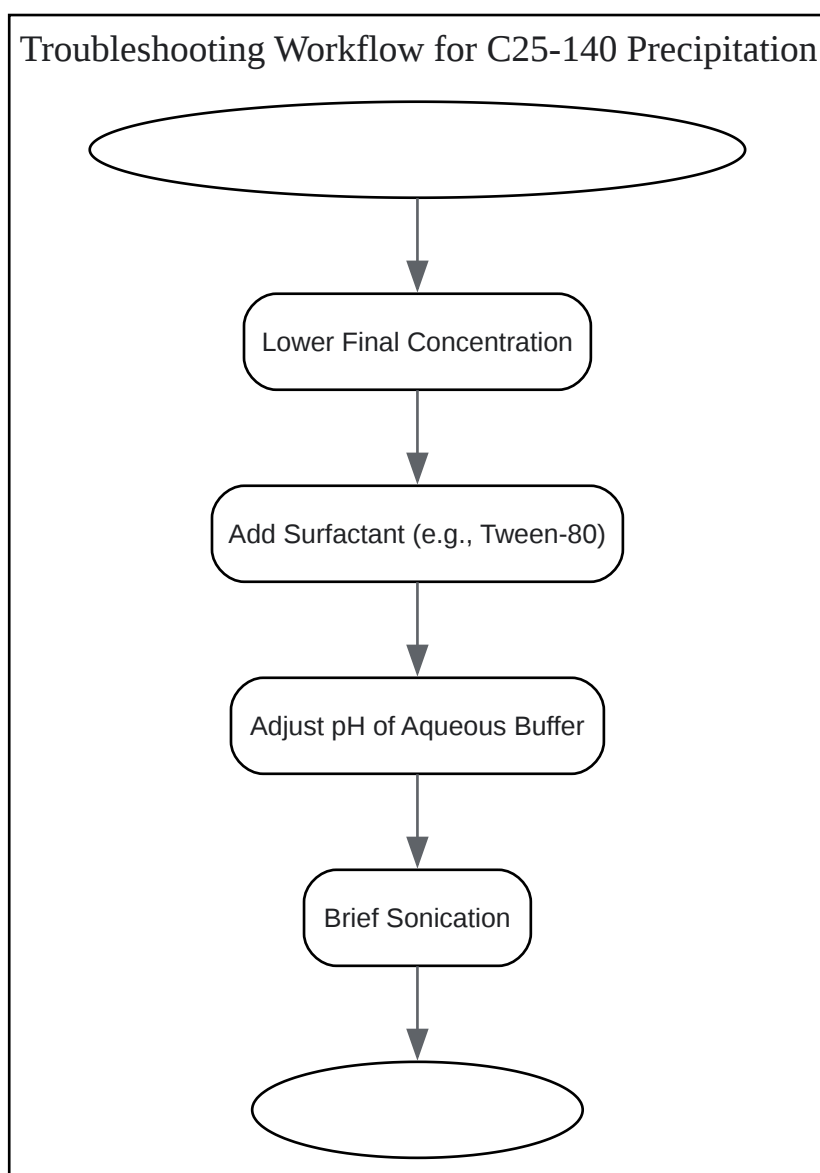 Troubleshooting Workflow for C25-140 Precipitation
Lower Final Concentration
Add Surfactant (e.g., Tween-80)
Adjust pH of Aqueous Buffer
Brief Sonication